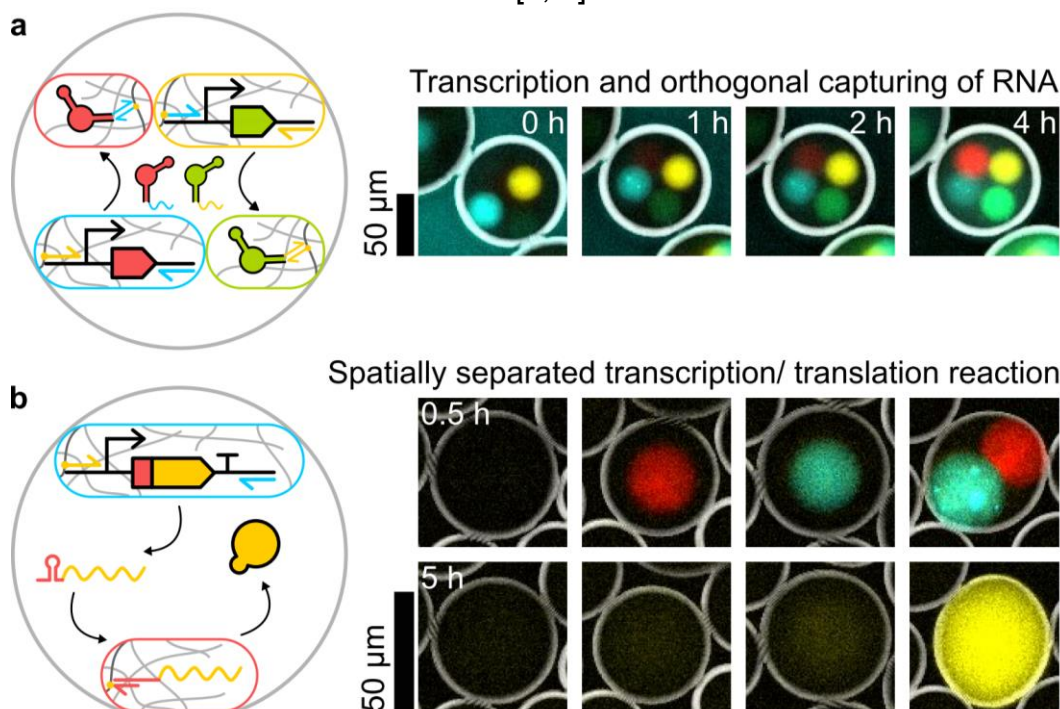 a
Transcription and orthogonal capturing of RNA
0 h
1 h
2 h
4 h
50 µm
b
Spatially separated transcription/ translation reaction
0.5 h
5 h
50 µm